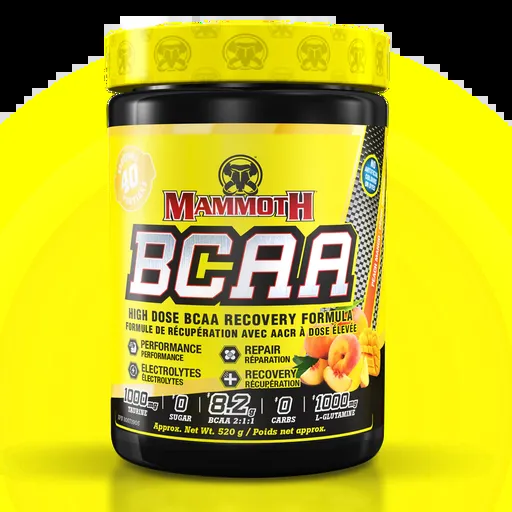 40
MAMMOTH
BCAA
HIGH DOSE BCAA RECOVERY FORMULA
FORMULE DE RÉCUPÉRATION AVEC AACR À DOSE ÉLEVÉE
PERFORMANCE
PERFORMANCE
REPAIR
RÉPARATION
ELECTROLYTES
ÉLECTROLYTES
RECOVERY
RÉCUPÉRATION
1000mg
TAURINE
0
SUGAR
8.2g
BCAA 2:1:1
0
CARBS
1000mg
L-GLUTAMINE
Approx. Net Wt. 520 g / Poids net approx.